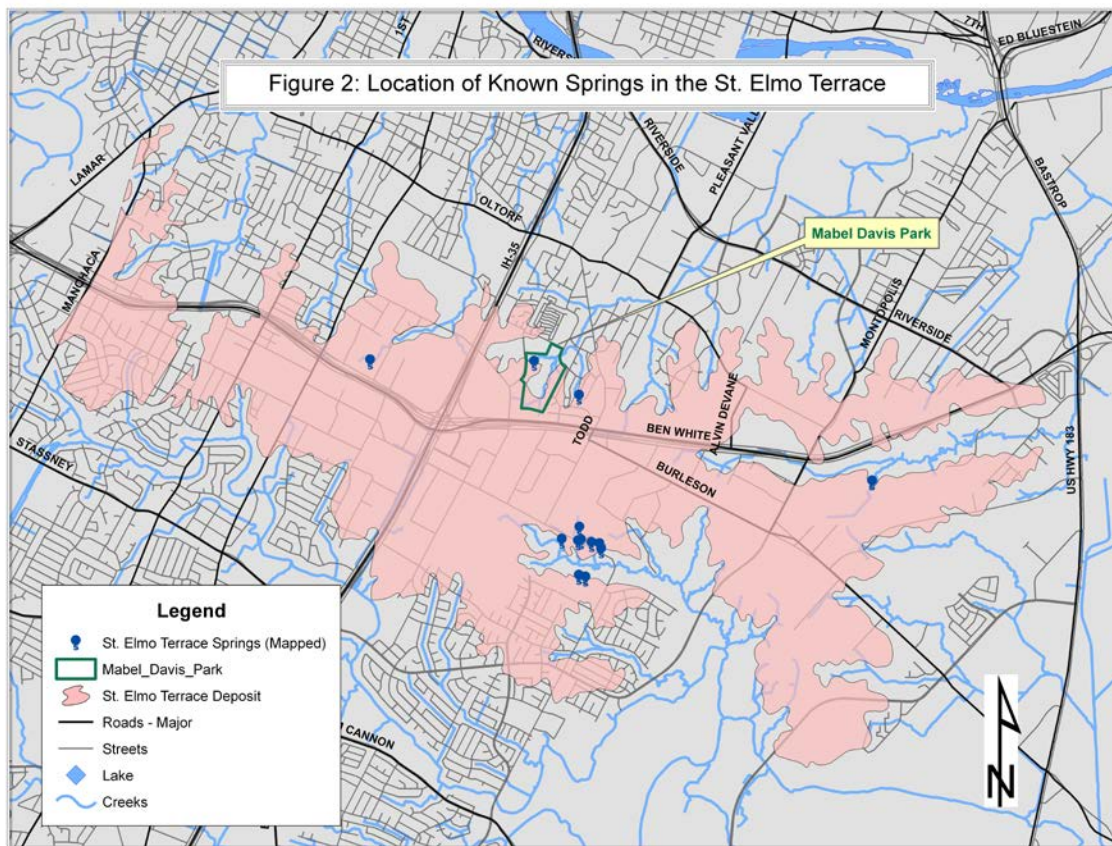 7TH
ED BLUESTEIN
1ST
RIVERS
Figure 2: Location of Known Springs in the St. Elmo Terrace
RIVERSIDE
PLEASANT VALL
LAMAR
BASTROP
OLTORF
Mabel Davis Park
IH-35
MANCHACA
MONTOPOLIS
RIVERSIDE
ALVIN DEVANE
TODD
BEN WHITE
STASSNEY
BURLESON
US HWY 183
Legend
St. Elmo Terrace Springs (Mapped)
Mabel_Davis_Park
St. Elmo Terrace Deposit
Roads - Major
Streets
Lake
Creeks
CANNON
N